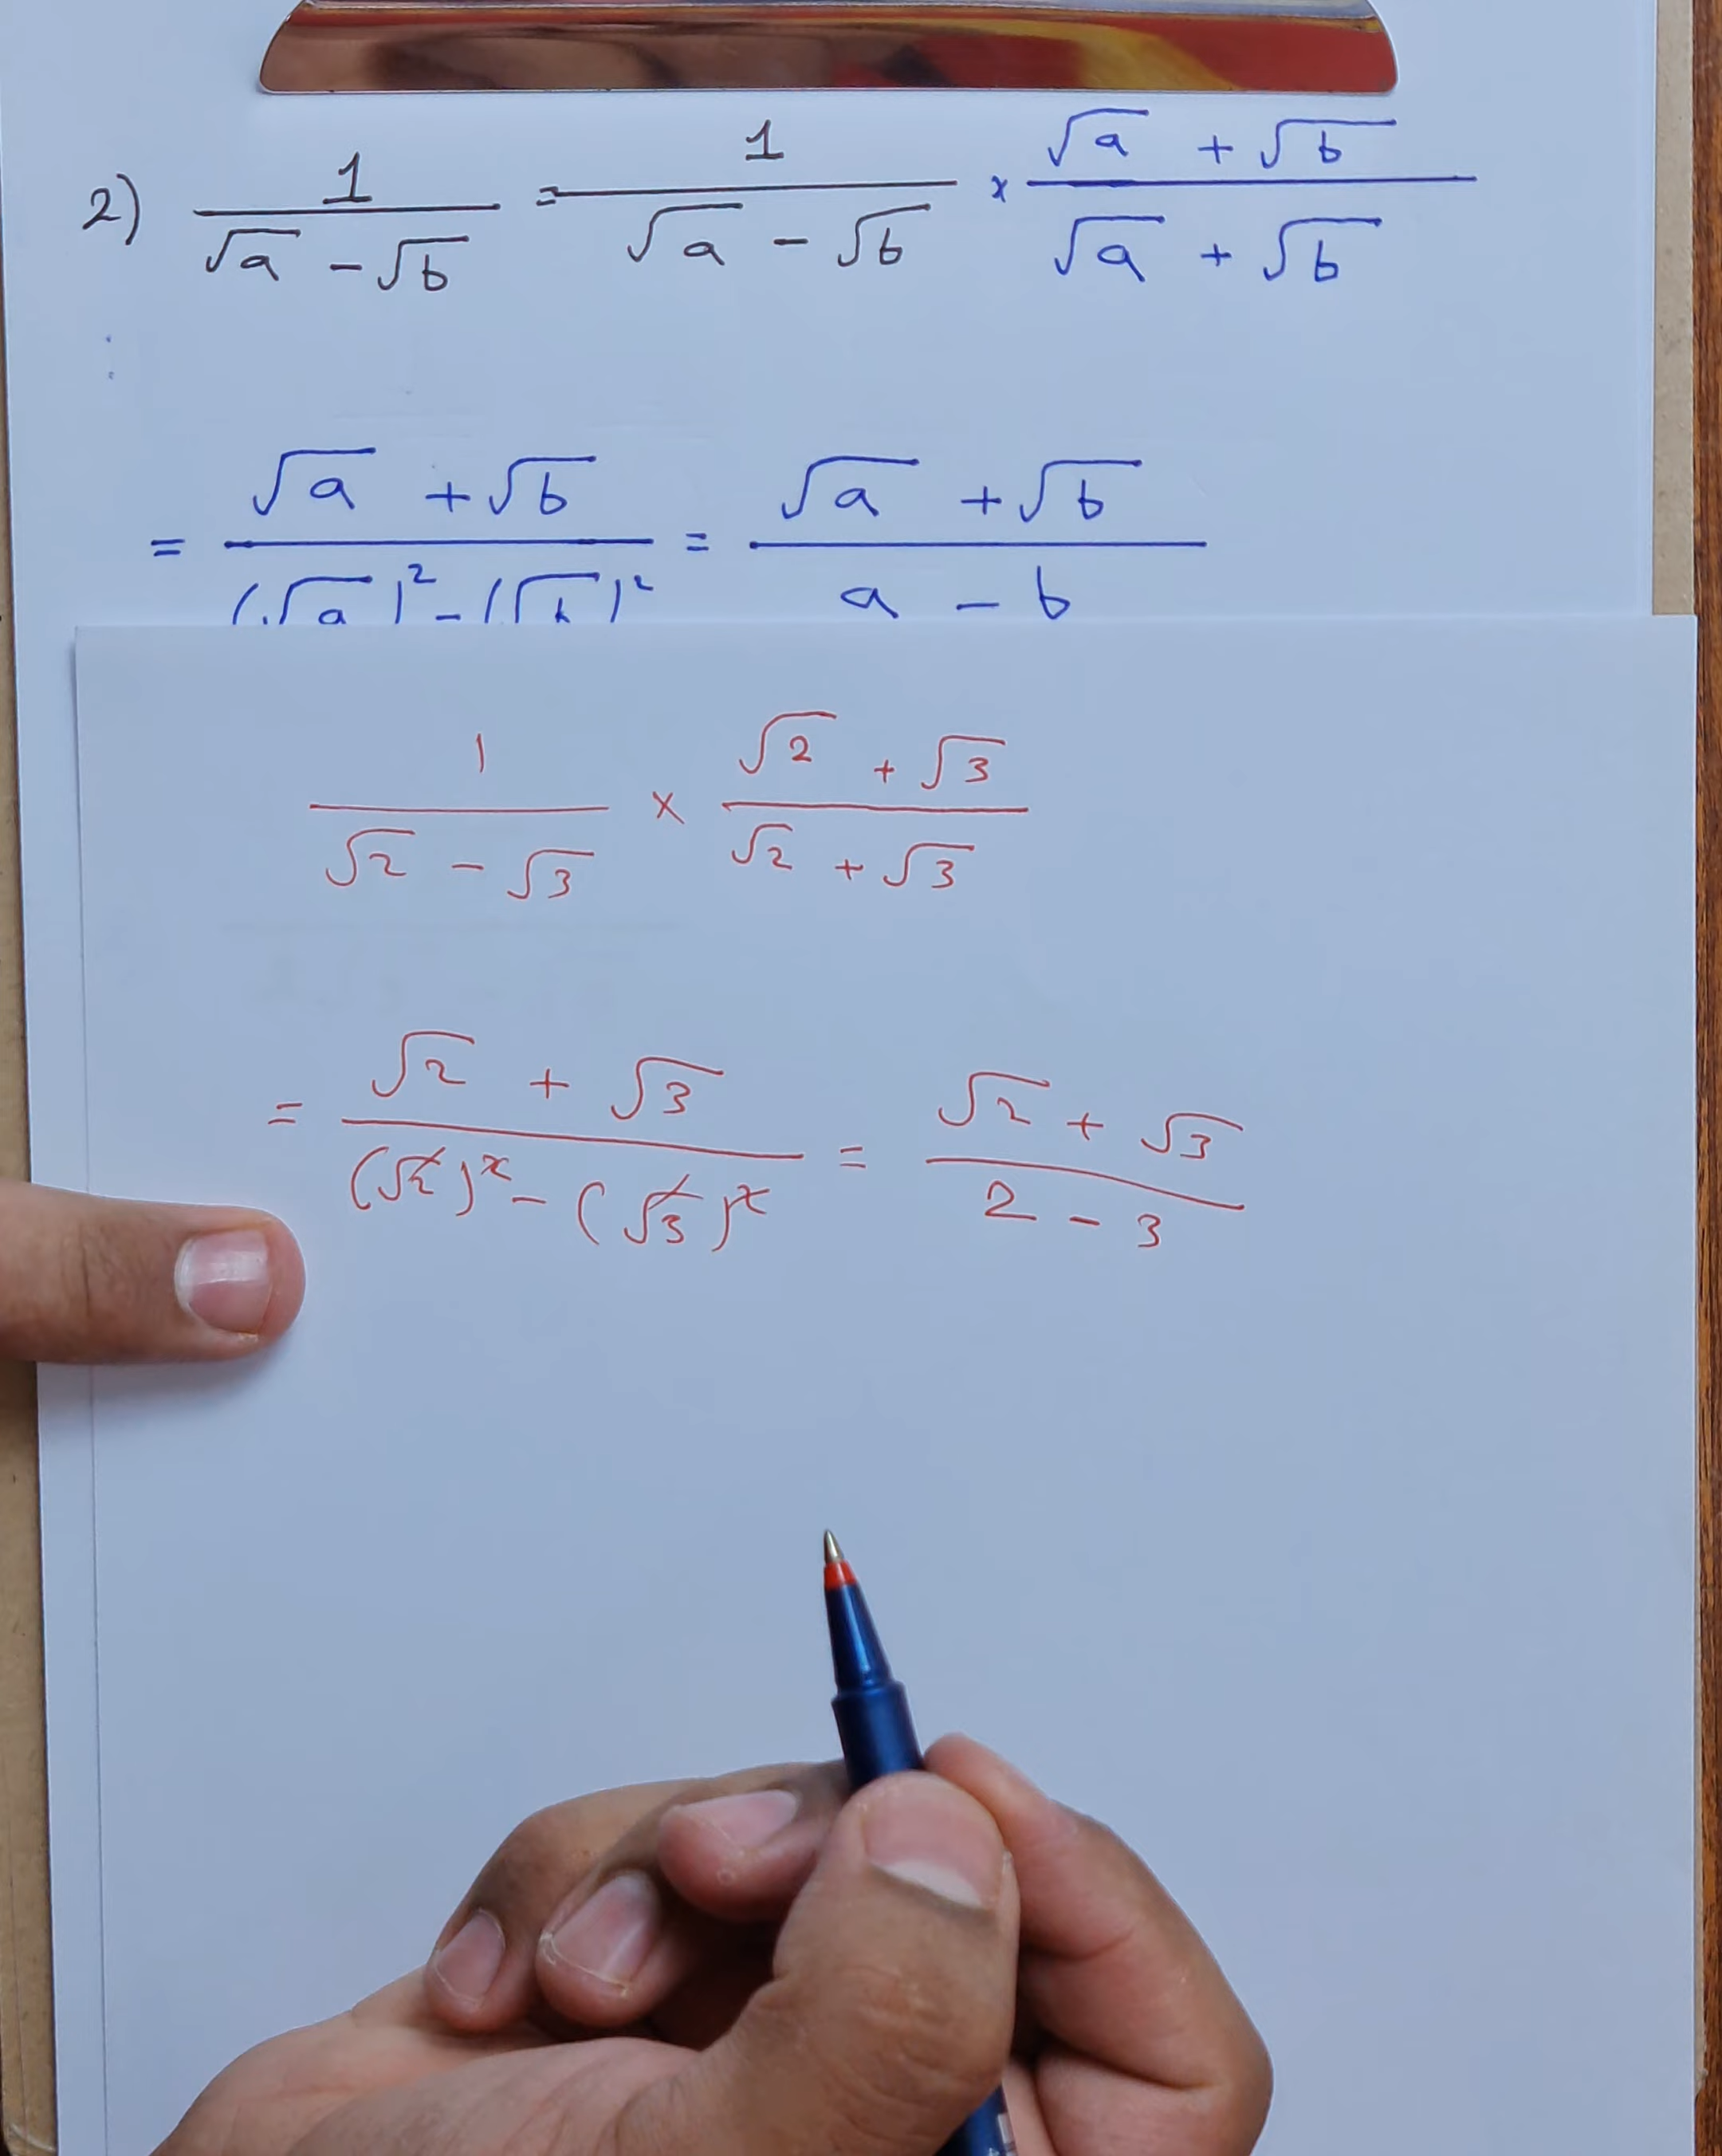 2) 1/(√a - √b) = 1/(√a - √b) x (√a + √b)/(√a + √b)
= (√a + √b)/((√a)² - (√b)²) = (√a + √b)/(a - b)
1/(√2 - √3) x (√2 + √3)/(√2 + √3)
= (√2 + √3)/((√2)² - (√3)²) = (√2 + √3)/(2 - 3)